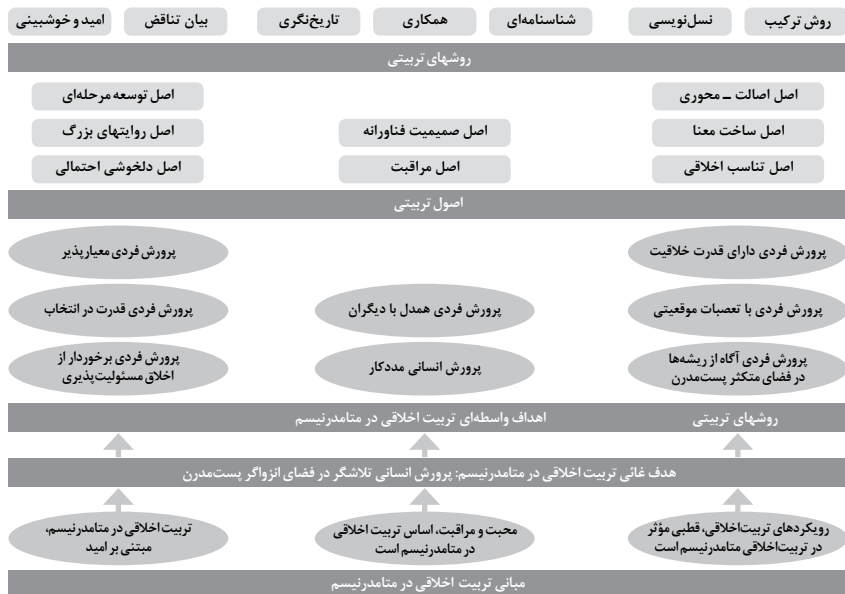 روش ترکیب
نسل‌نویسی
شناسنامه‌ای
همکاری
تاریخ‌نگری
بیان تناقض
امید و خوشبینی
روشهای تربیتی
اصل اصالت ـ محوری
اصل توسعه مرحله‌ای
اصل ساخت معنا
اصل صمیمیت فناورانه
اصل روایتهای بزرگ
اصل تناسب اخلاقی
اصل مراقبت
اصل دلخوشی احتمالی
اصول تربیتی
پرورش فردی دارای قدرت خلاقیت
پرورش فردی معیارپذیر
پرورش فردی با تعصبات موقعیتی
پرورش فردی همدل با دیگران
پرورش فردی قدرت در انتخاب
پرورش فردی آگاه از ریشه‌ها
در فضای متکثر پست‌مدرن
پرورش انسانی مددکار
پرورش فردی برخوردار از
اخلاق مسئولیت‌پذیری
روشهای تربیتی
اهداف واسطه‌ای تربیت اخلاقی در متامدرنیسم
هدف غائی تربیت اخلاقی در متامدرنیسم: پرورش انسانی تلاشگر در فضای انزواگر پست‌مدرن
رویکردهای تربیت‌اخلاقی، قطبی مؤثر
در تربیت‌اخلاقی متامدرنیسم است
محبت و مراقبت، اساس تربیت اخلاقی
در متامدرنیسم است
تربیت اخلاقی در متامدرنیسم،
مبتنی بر امید
مبانی تربیت اخلاقی در متامدرنیسم